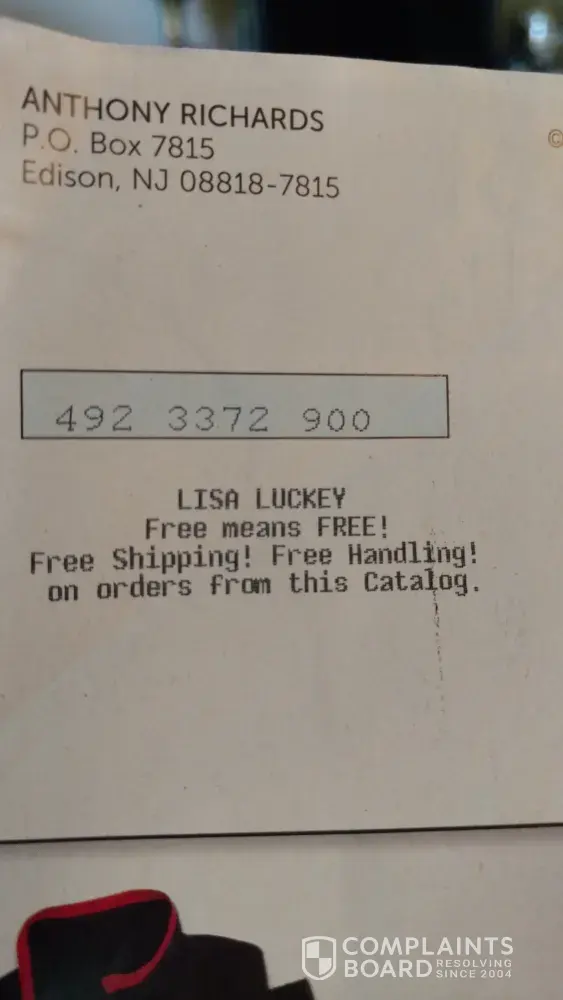 ANTHONY RICHARDS
P.O. Box 7815
Edison, NJ 08818-7815
©
492 3372 900
LISA LUCKEY
Free means FREE!
Free Shipping! Free Handling!
on orders from this Catalog.
COMPLAINTS
BOARD RESOLVING
SINCE 2004